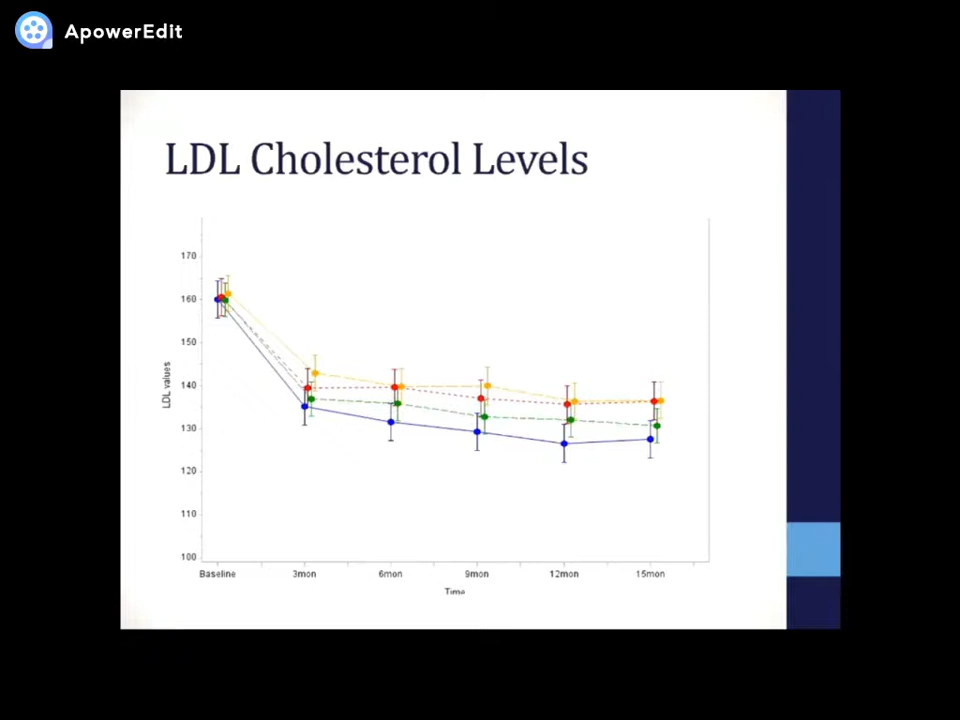 ApowerEdit
LDL Cholesterol Levels
170
160
150
140
130
120
110
100
LDL values
Baseline 3mon 6mon 9mon 12mon 15mon
Time